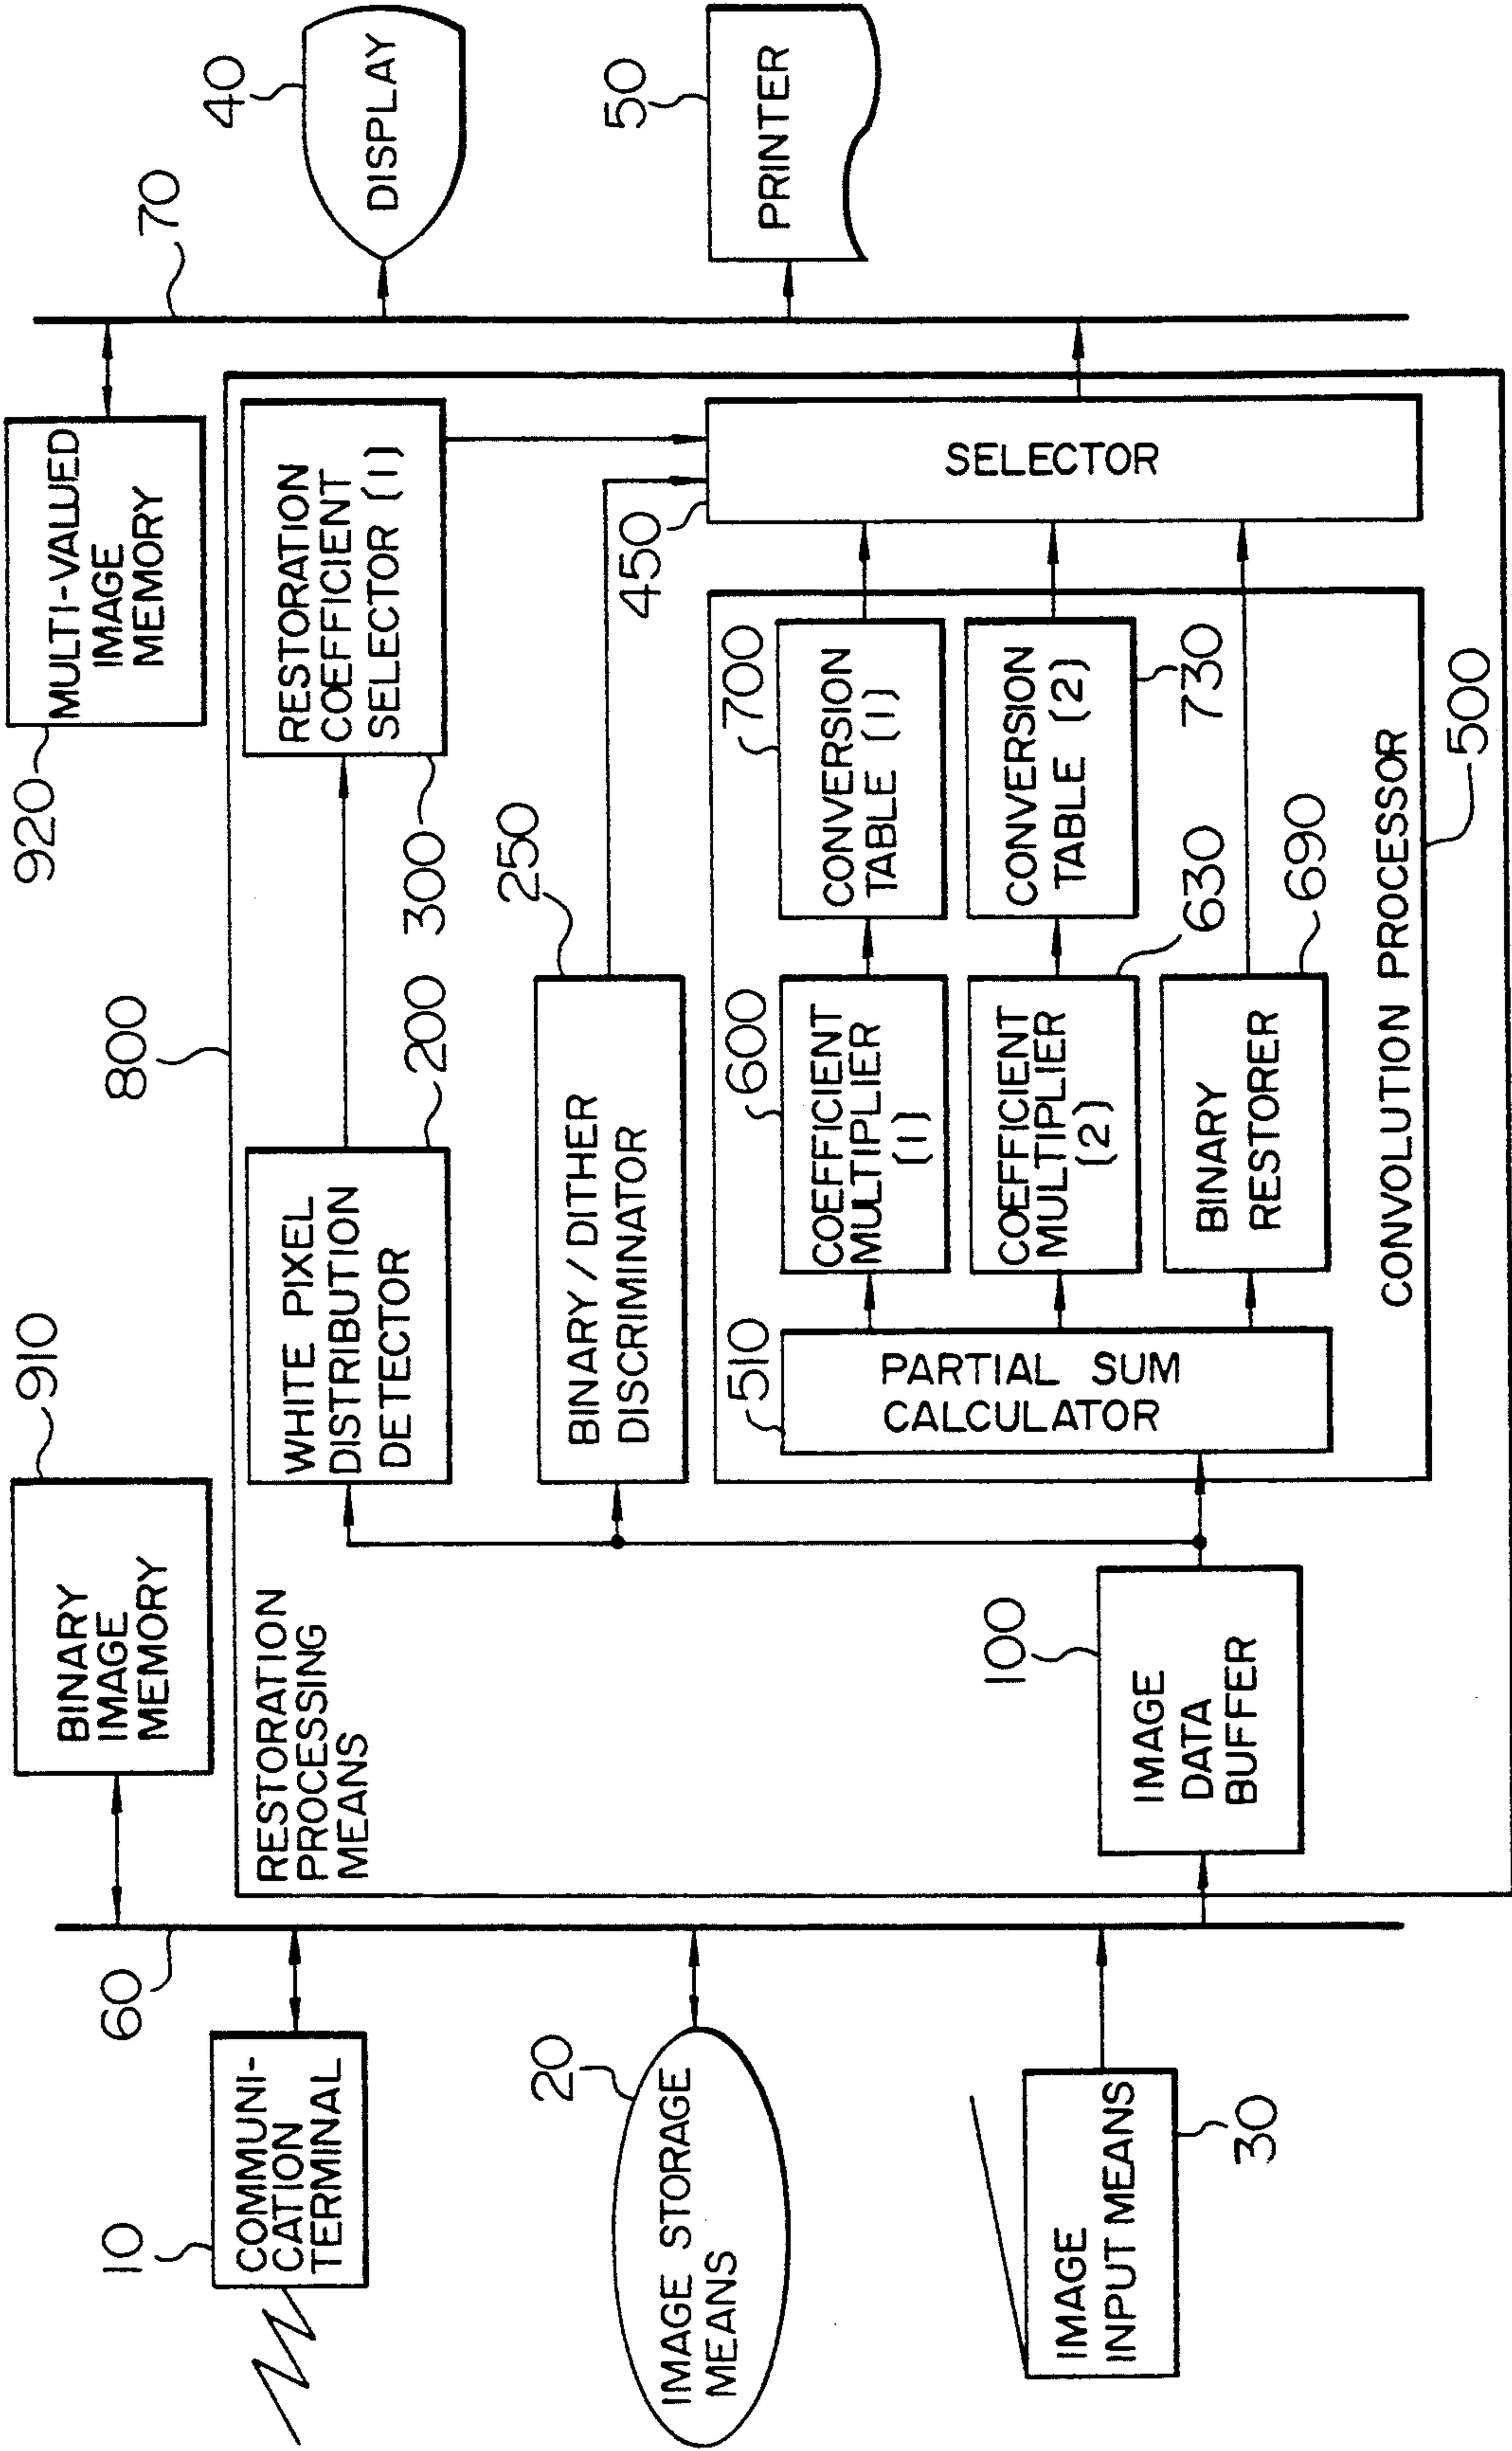 910
BINARY
IMAGE
MEMORY
920
MULTI-VALUED
IMAGE
MEMORY
60
800
70
10
COMMUNI-
CATION
TERMINAL
RESTORATION
PROCESSING
MEANS
WHITE PIXEL
DISTRIBUTION
DETECTOR
200
RESTORATION
COEFFICIENT
SELECTOR (1)
300
40
DISPLAY
20
IMAGE STORAGE
MEANS
BINARY / DITHER
DISCRIMINATOR
250
450
SELECTOR
50
PRINTER
510
PARTIAL SUM
CALCULATOR
600
COEFFICIENT
MULTIPLIER
(1)
700
CONVERSION
TABLE (1)
COEFFICIENT
MULTIPLIER
(2)
630
CONVERSION
TABLE (2)
730
BINARY
RESTORER
690
CONVOLUTION PROCESSOR
500
100
IMAGE
DATA
BUFFER
IMAGE
INPUT MEANS
30